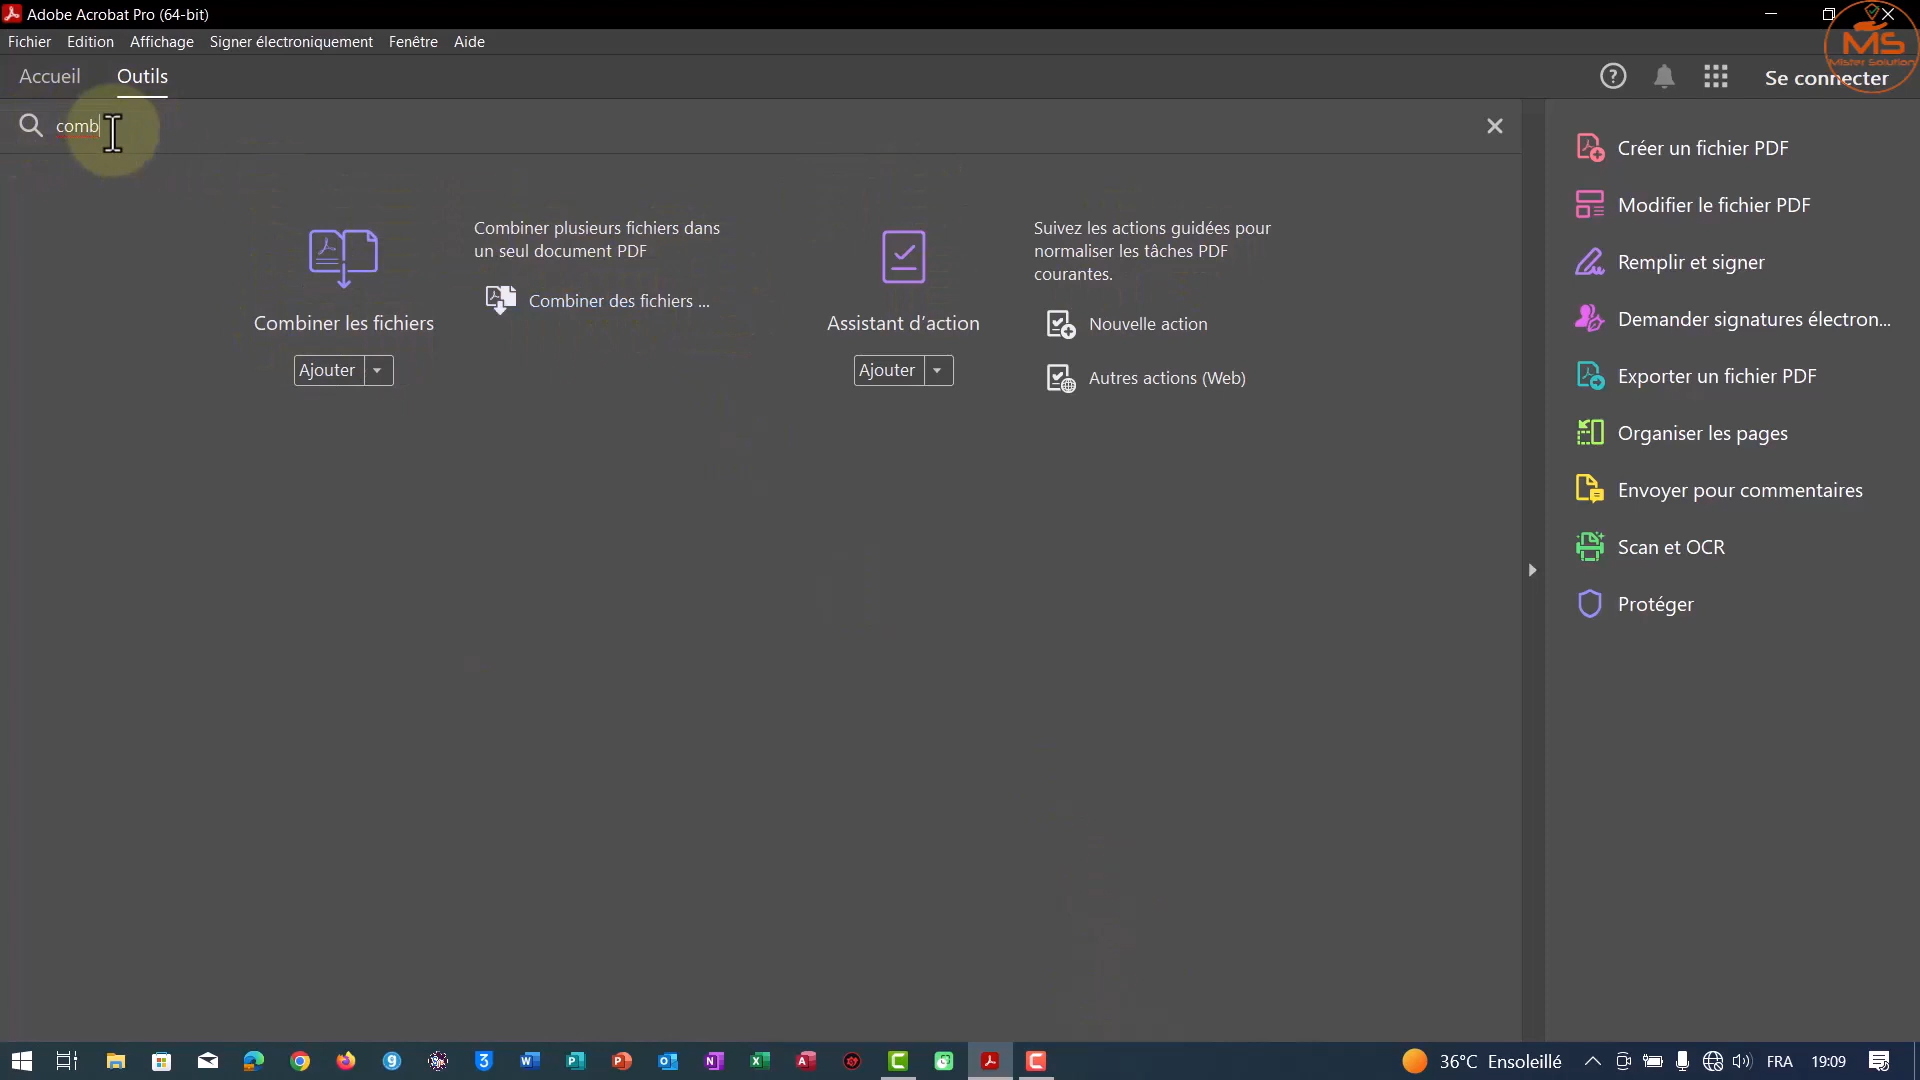 Adobe Acrobat Pro (64-bit)
Fichier Edition Affichage Signer électroniquement Fenêtre Aide
Accueil Outils
Se connecter
MS
Mister Solution
comb
Combiner les fichiers
Ajouter
Combiner plusieurs fichiers dans
un seul document PDF
Combiner des fichiers ...
Assistant d'action
Ajouter
Suivez les actions guidées pour
normaliser les tâches PDF
courantes.
Nouvelle action
Autres actions (Web)
Créer un fichier PDF
Modifier le fichier PDF
Remplir et signer
Demander signatures électron...
Exporter un fichier PDF
Organiser les pages
Envoyer pour commentaires
Scan et OCR
Protéger
36°C Ensoleillé FRA 19:09